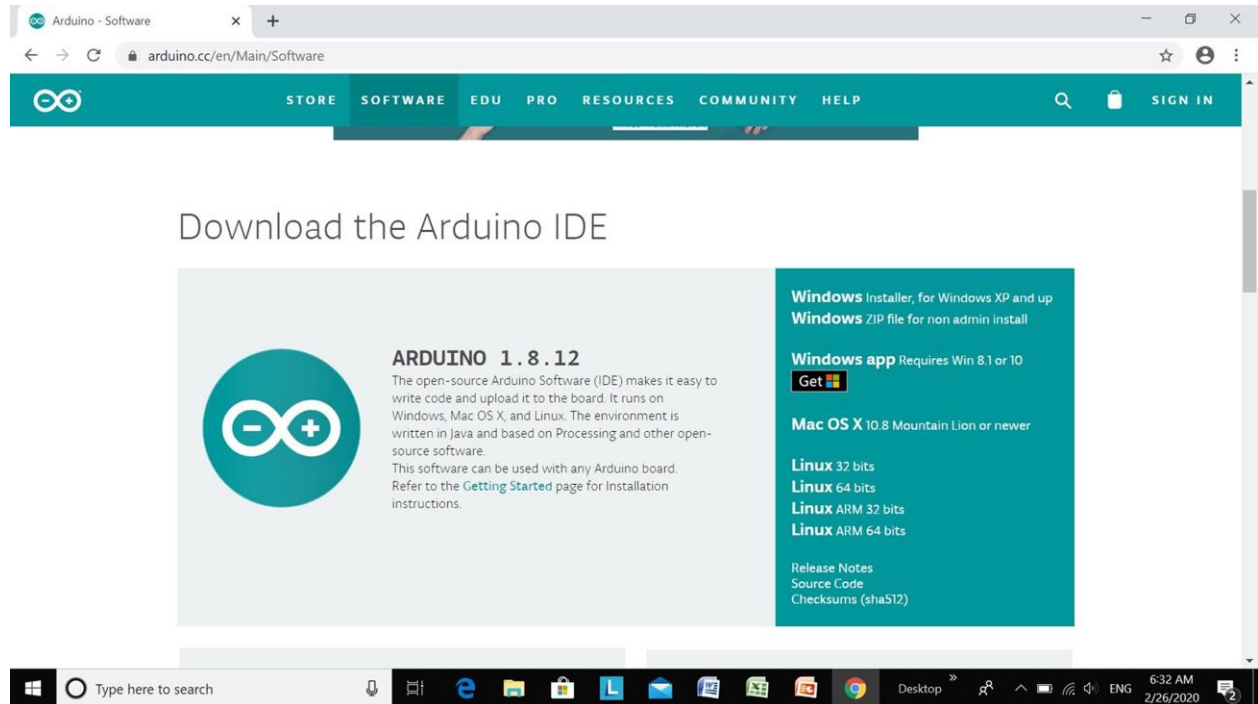 Arduino - Software
arduino.cc/en/Main/Software
STORE SOFTWARE EDU PRO RESOURCES COMMUNITY HELP SIGN IN
Download the Arduino IDE
ARDUINO 1.8.12
The open-source Arduino Software (IDE) makes it easy to
write code and upload it to the board. It runs on
Windows, Mac OS X, and Linux. The environment is
written in Java and based on Processing and other open-
source software.
This software can be used with any Arduino board.
Refer to the Getting Started page for Installation
instructions.
Windows Installer, for Windows XP and up
Windows ZIP file for non admin install
Windows app Requires Win 8.1 or 10
Get
Mac OS X 10.8 Mountain Lion or newer
Linux 32 bits
Linux 64 bits
Linux ARM 32 bits
Linux ARM 64 bits
Release Notes
Source Code
Checksums (sha512)
Type here to search
L
Desktop
ENG
6:32 AM
2/26/2020
2